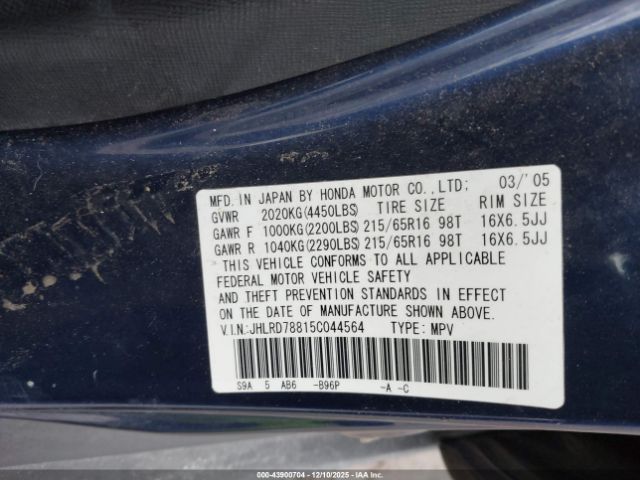 MFD. IN JAPAN BY HONDA MOTOR CO.,LTD; 03/'05
GVWR 2020KG(4450LBS) TIRE SIZE RIM SIZE
GAWR F 1000KG(2200LBS) 215/65R16 98T 16X6.5JJ
GAWR R 1040KG(2290LBS) 215/65R16 98T 16X6.5JJ
THIS VEHICLE CONFORMS TO ALL APPLICABLE
FEDERAL MOTOR VEHICLE SAFETY
AND THEFT PREVENTION STANDARDS IN EFFECT
ON THE DATE OF MANUFACTURE SHOWN ABOVE.
V.I.N.:JHLRD78815C044564 TYPE: MPV
S9A 5 AB6 -B96P -A -C
000-43900704 - 12/10/2025 - IAAI.COM